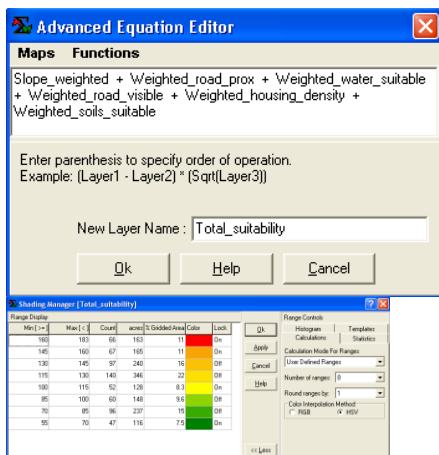 Advanced Equation Editor
Maps Functions
Slope_weighted + Weighted_road_prox + Weighted_water_suitable
+ Weighted_road_visible + Weighted_housing_density +
Weighted_soils_suitable
Enter parenthesis to specify order of operation.
Example: (Layer1 - Layer2) * (Sqrt(Layer3))
New Layer Name : Total_suitability
Ok Help Cancel
Shading Manager [Total_suitability]
Range Display
Min [ >= ] Max [ < ] Count acres % Gridded Area Color Lock
160 183 66 163 11 On
145 160 67 165 11 On
130 145 97 240 16 Off
115 130 140 346 22 Off
100 115 52 128 8.3 Off
85 100 60 148 9.6 Off
70 85 96 237 15 Off
55 70 47 116 7.5 On
Ok
Apply
Cancel
Help
<< Less
Range Controls
Histogram Templates
Calculations Statistics
Calculation Mode For Ranges
User Defined Ranges
Number of ranges: 8
Round ranges by: 1
Color Interpolation Method
RGB HSV